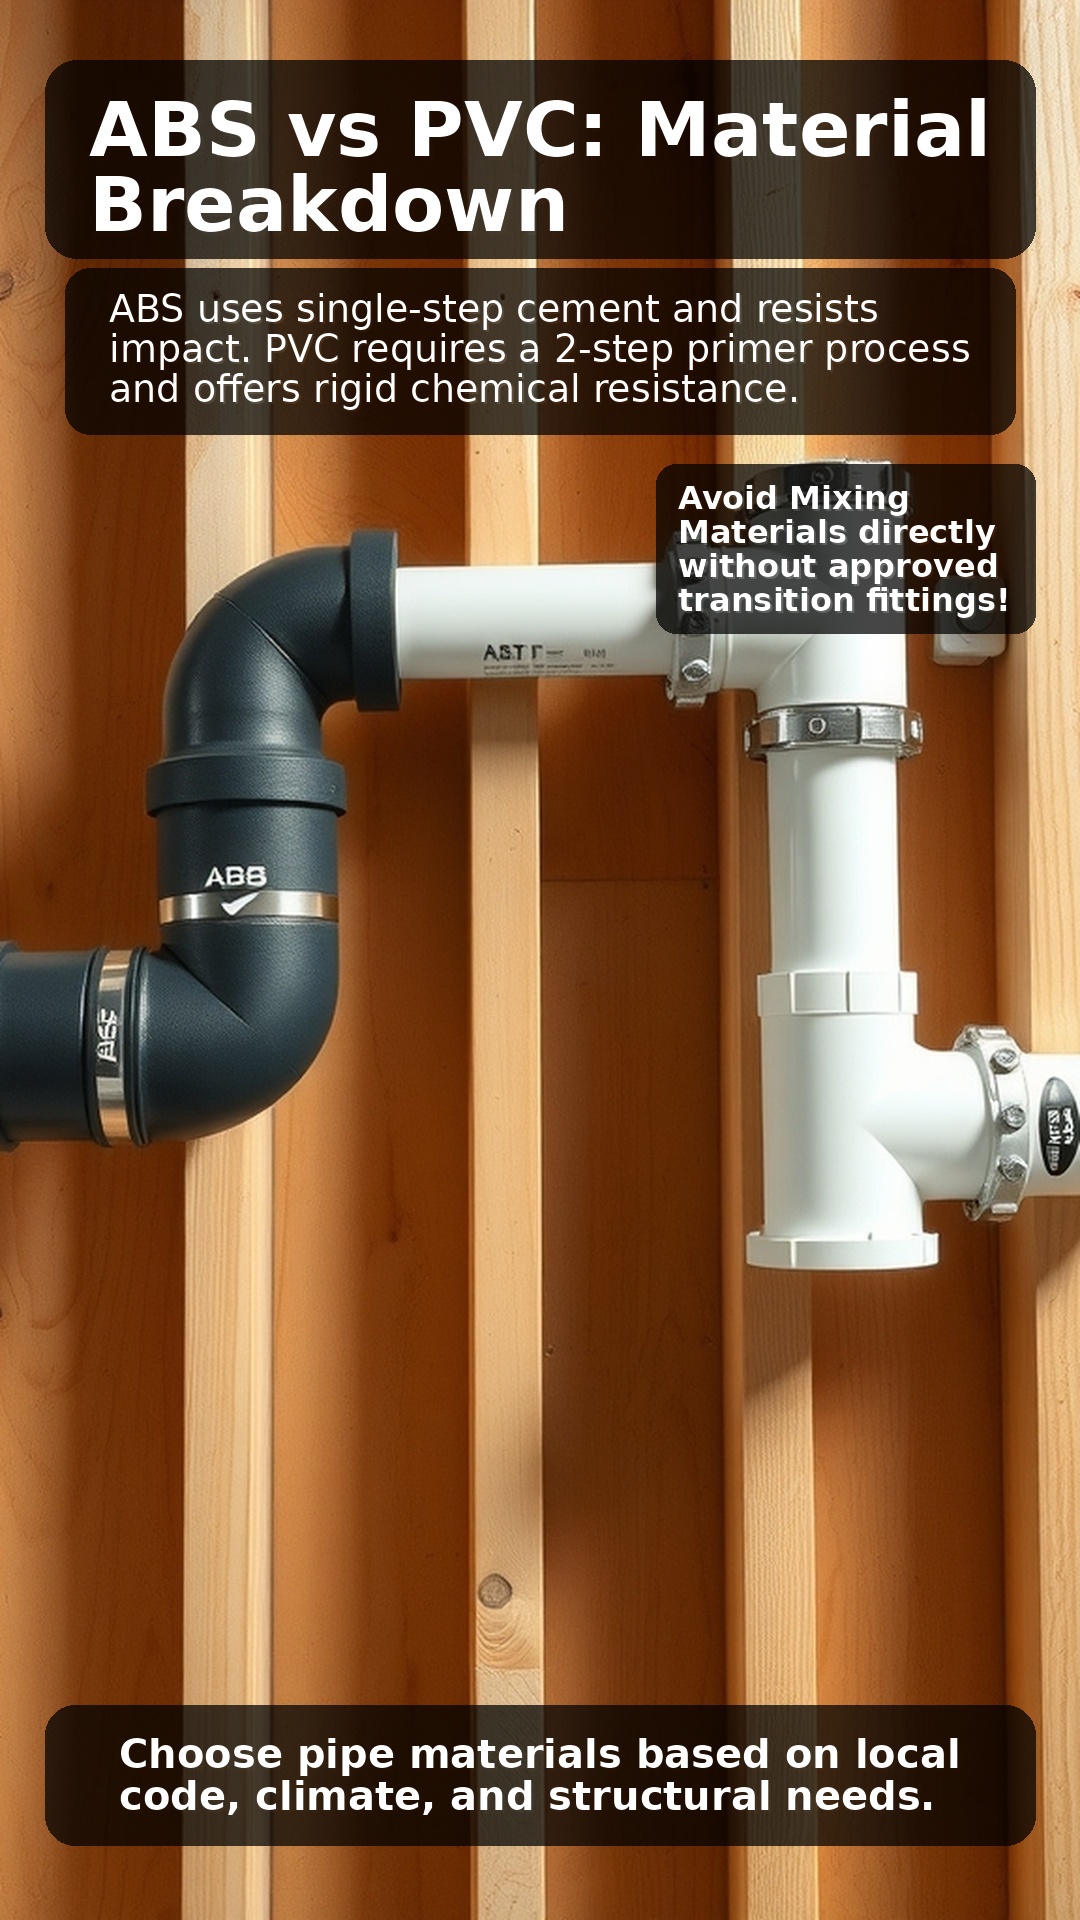 ABS vs PVC: Material
Breakdown
ABS uses single-step cement and resists
impact. PVC requires a 2-step primer process
and offers rigid chemical resistance.
Avoid Mixing
Materials directly
without approved
transition fittings!
Choose pipe materials based on local
code, climate, and structural needs.